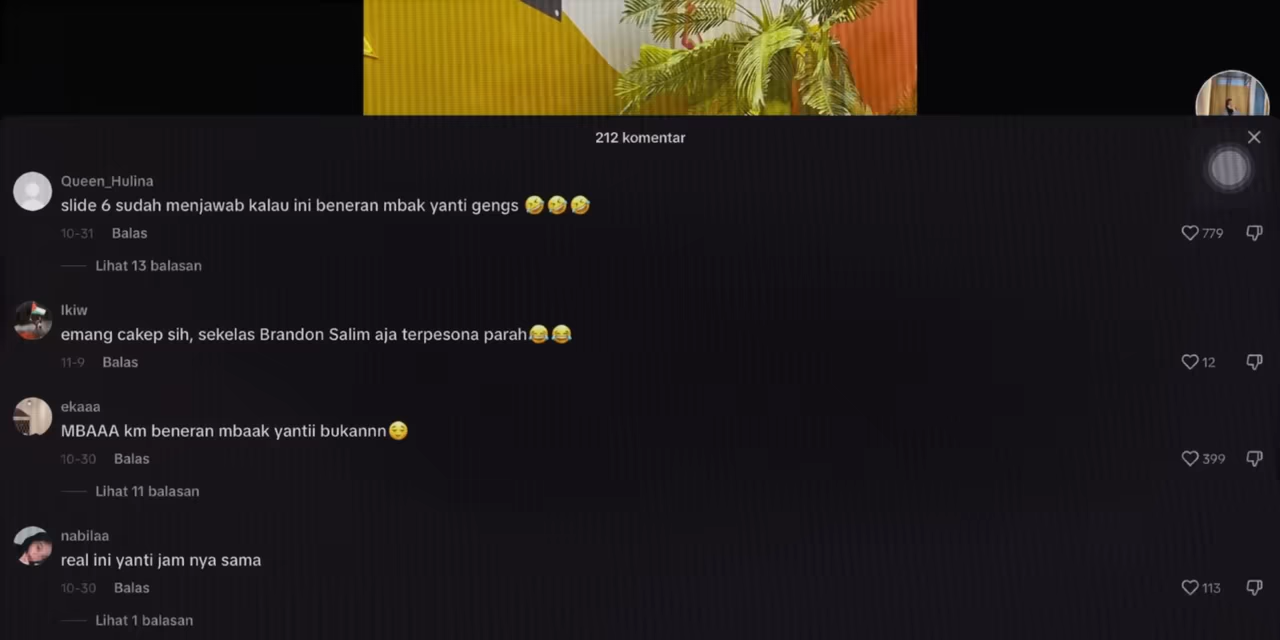 212 komentar
Queen_Hulina
slide 6 sudah menjawab kalau ini beneran mbak yanti gengs 🤣🤣🤣
10-31 Balas
779
Lihat 13 balasan
Ikiw
emang cakep sih, sekelas Brandon Salim aja terpesona parah😂😂
11-9 Balas
12
ekaaa
MBAAA km beneran mbaak yantii bukannn😌
10-30 Balas
399
Lihat 11 balasan
nabilaa
real ini yanti jam nya sama
10-30 Balas
113
Lihat 1 balasan